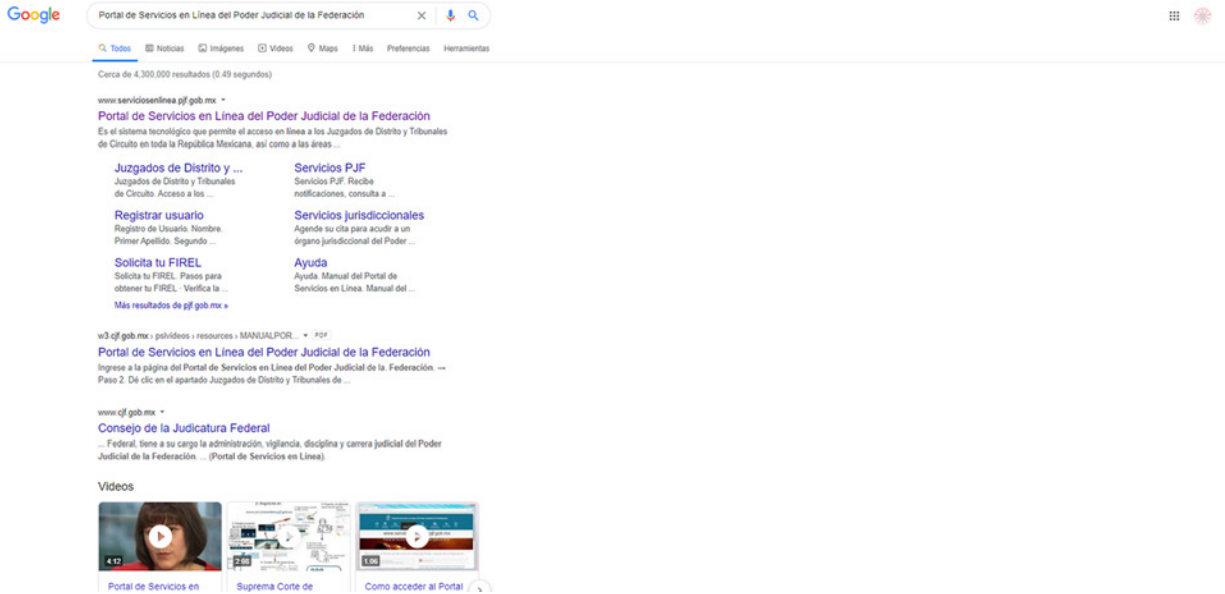 Google
Portal de Servicios en Línea del Poder Judicial de la Federación
Todos Noticias Imágenes Videos Maps Más Preferencias Herramientas
Cerca de 4,300,000 resultados (0.49 segundos)
www.serviciosenlinea.pjf.gob.mx
Portal de Servicios en Línea del Poder Judicial de la Federación
Es el sistema tecnológico que permite el acceso en línea a los Juzgados de Distrito y Tribunales
de Circuito en toda la República Mexicana, así como a las áreas ...
Juzgados de Distrito y ...
Juzgados de Distrito y Tribunales
de Circuito. Acceso a los ...
Servicios PJF
Servicios PJF. Recibe
notificaciones, consulta a ...
Registrar usuario
Registro de Usuario. Nombre.
Primer Apellido. Segundo ...
Servicios jurisdiccionales
Agende su cita para acudir a un
órgano jurisdiccional del Poder ...
Solicita tu FIREL
Solicita tu FIREL. Pasos para
obtener tu FIREL · Verifica la ...
Ayuda
Ayuda. Manual del Portal de
Servicios en Línea. Manual del ...
Más resultados de pjf.gob.mx »
w3.cjf.gob.mx › pslvideos › resources › MANUALPOR... PDF
Portal de Servicios en Línea del Poder Judicial de la Federación
Ingrese a la página del Portal de Servicios en Línea del Poder Judicial de la. Federación. →
Paso 2. Dé clic en el apartado Juzgados de Distrito y Tribunales de ...
www.cjf.gob.mx
Consejo de la Judicatura Federal
... Federal, tiene a su cargo la administración, vigilancia, disciplina y carrera judicial del Poder
Judicial de la Federación. ... (Portal de Servicios en Línea).
Videos
4:12
2:08
1:06
Portal de Servicios en
Suprema Corte de
Como acceder al Portal